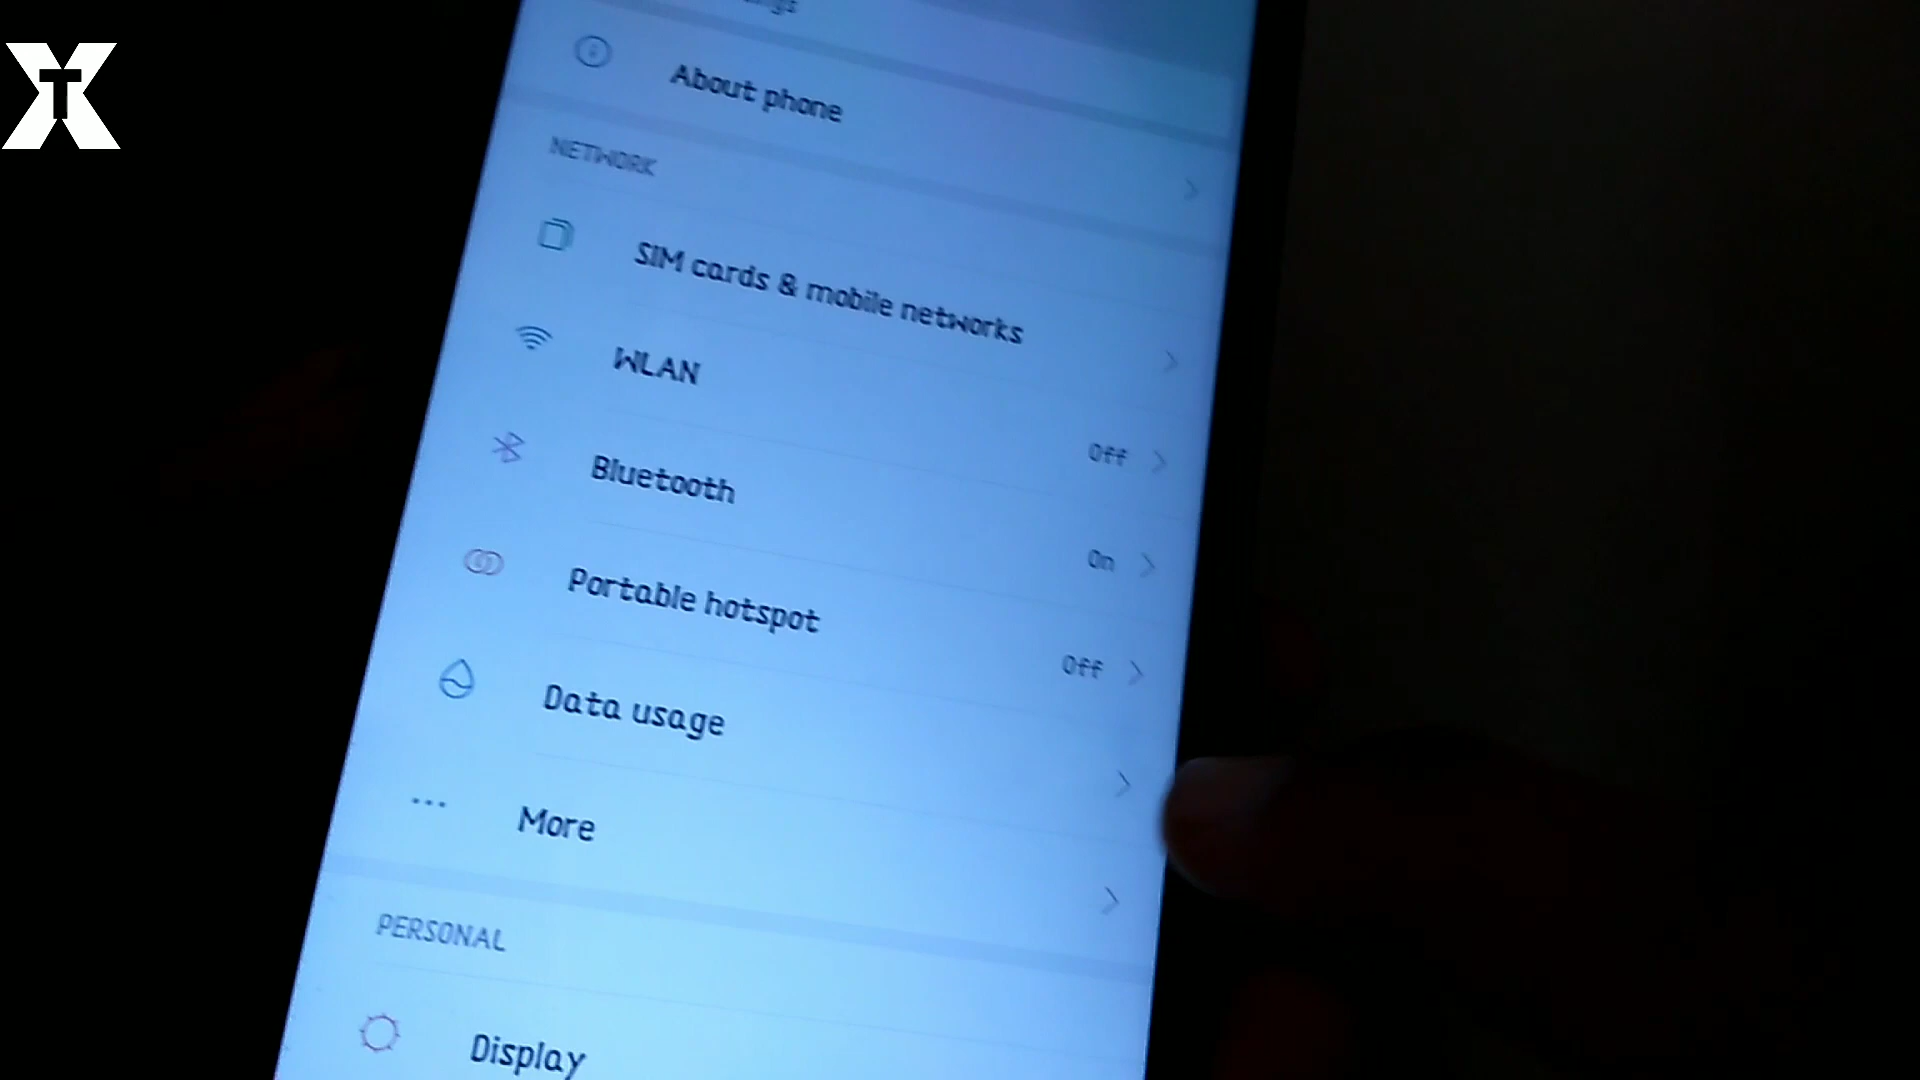 About phone
NETWORK
SIM cards & mobile networks
WLAN
Off
Bluetooth
On
Portable hotspot
Off
Data usage
More
PERSONAL
Display